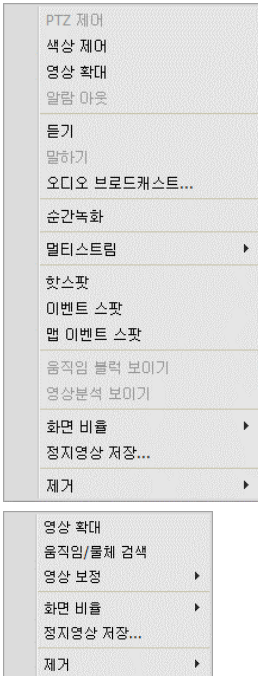 PTZ 제어
색상 제어
영상 확대
알람 아웃
듣기
말하기
오디오 브로드캐스트...
순간녹화
멀티스트림
핫스팟
이벤트 스팟
맵 이벤트 스팟
움직임 블럭 보이기
영상분석 보이기
화면 비율
정지영상 저장...
제거
영상 확대
움직임/물체 검색
영상 보정
화면 비율
정지영상 저장...
제거